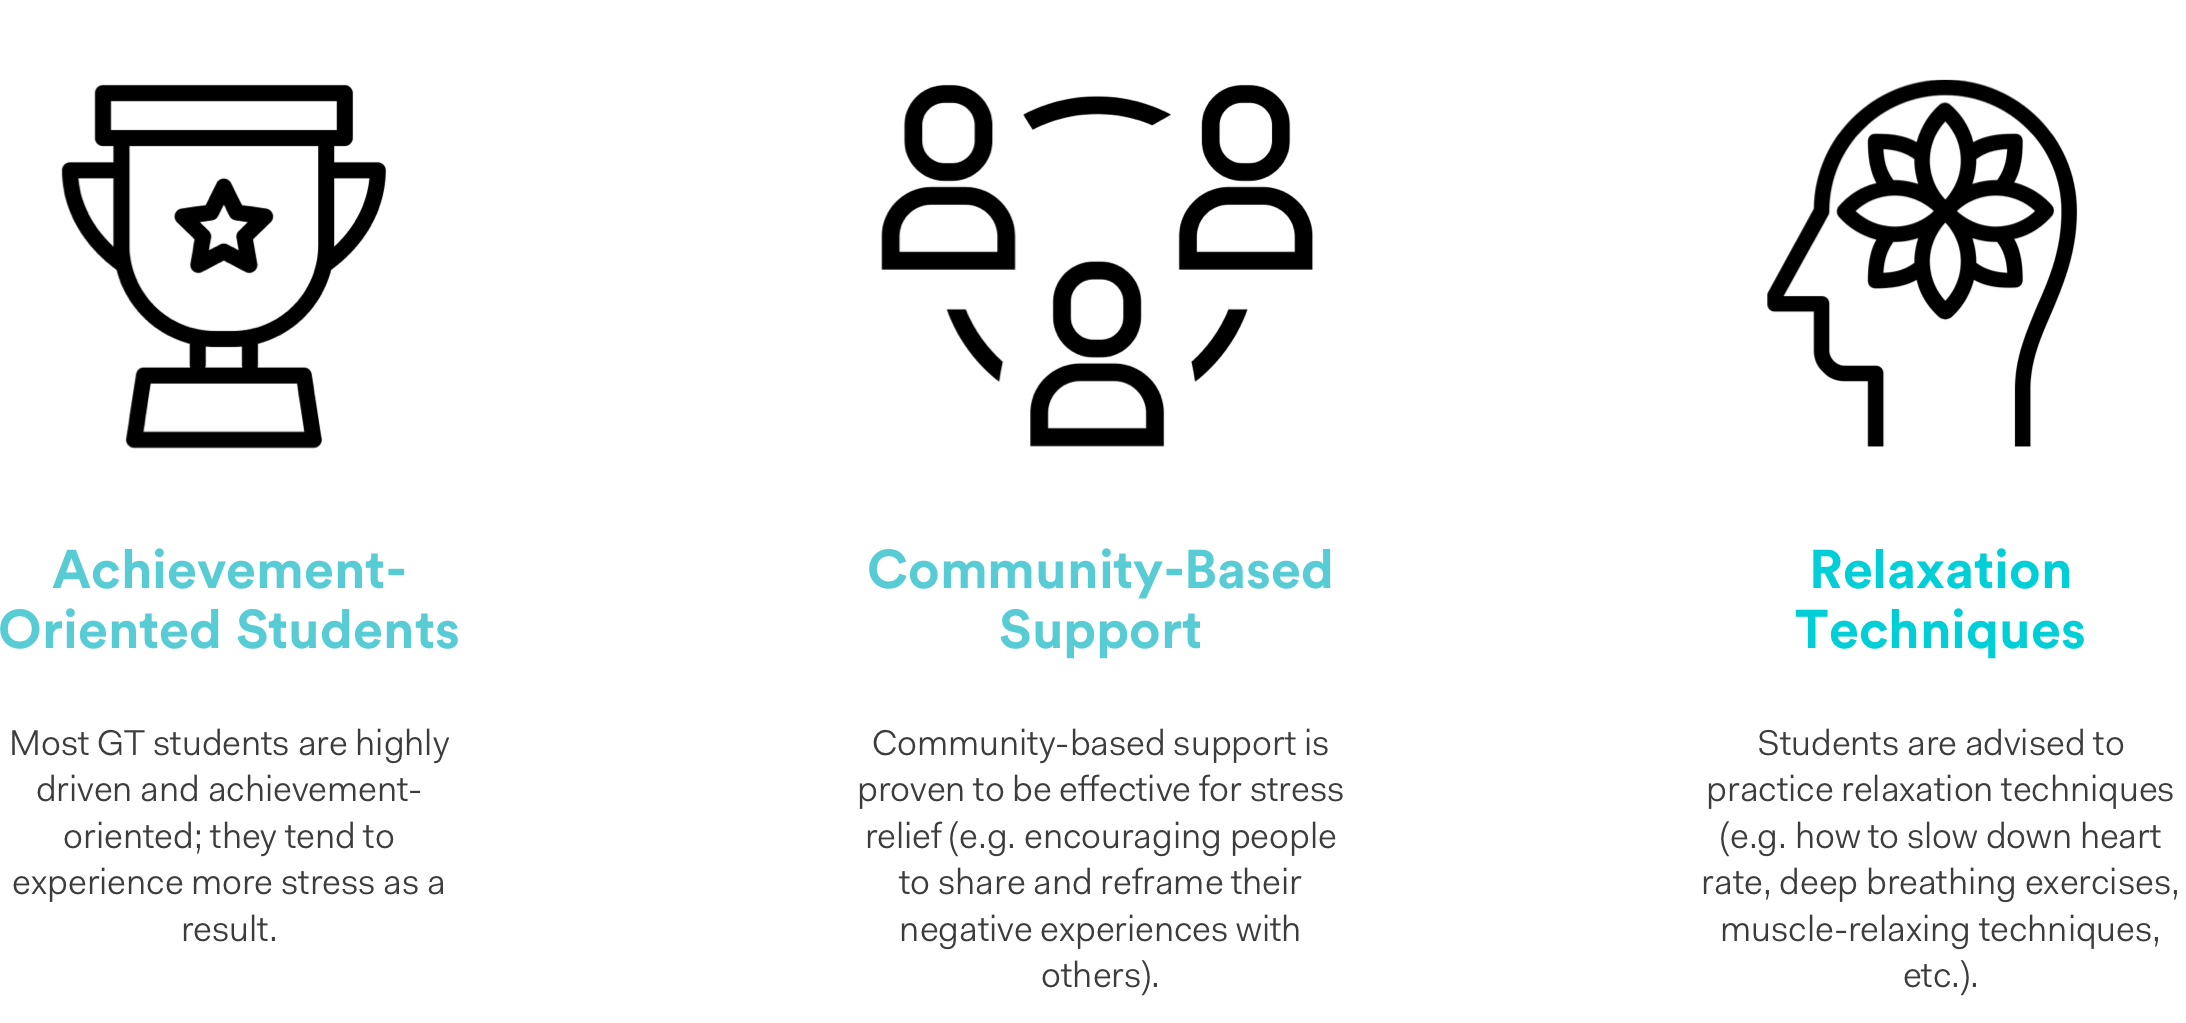 Achievement-
Oriented Students
Most GT students are highly
driven and achievement-
oriented; they tend to
experience more stress as a
result.
Community-Based
Support
Community-based support is
proven to be effective for stress
relief (e.g. encouraging people
to share and reframe their
negative experiences with
others).
Relaxation
Techniques
Students are advised to
practice relaxation techniques
(e.g. how to slow down heart
rate, deep breathing exercises,
muscle-relaxing techniques,
etc.).